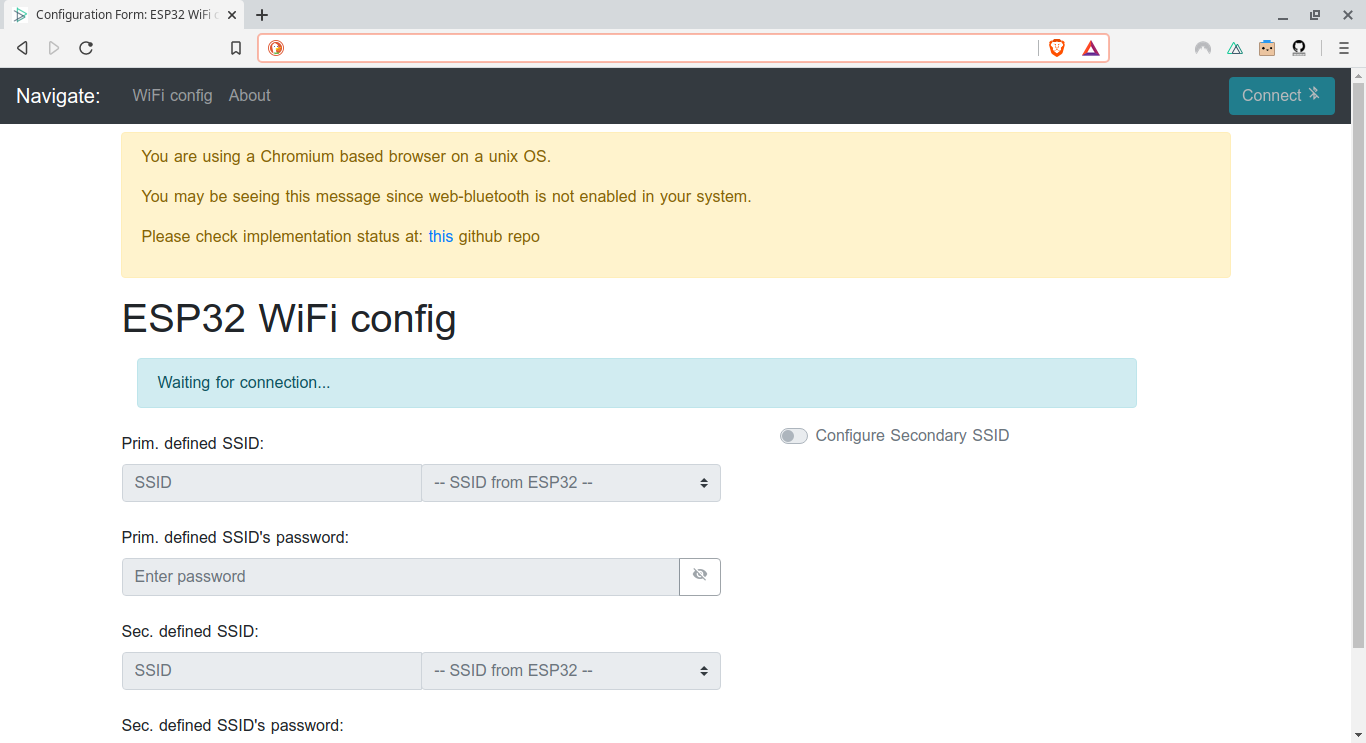 Configuration Form: ESP32 WiFi c
Navigate: WiFi config About Connect
You are using a Chromium based browser on a unix OS.
You may be seeing this message since web-bluetooth is not enabled in your system.
Please check implementation status at: this github repo
ESP32 WiFi config
Waiting for connection...
Prim. defined SSID:
Configure Secondary SSID
SSID -- SSID from ESP32 --
Prim. defined SSID's password:
Enter password
Sec. defined SSID:
SSID -- SSID from ESP32 --
Sec. defined SSID's password: